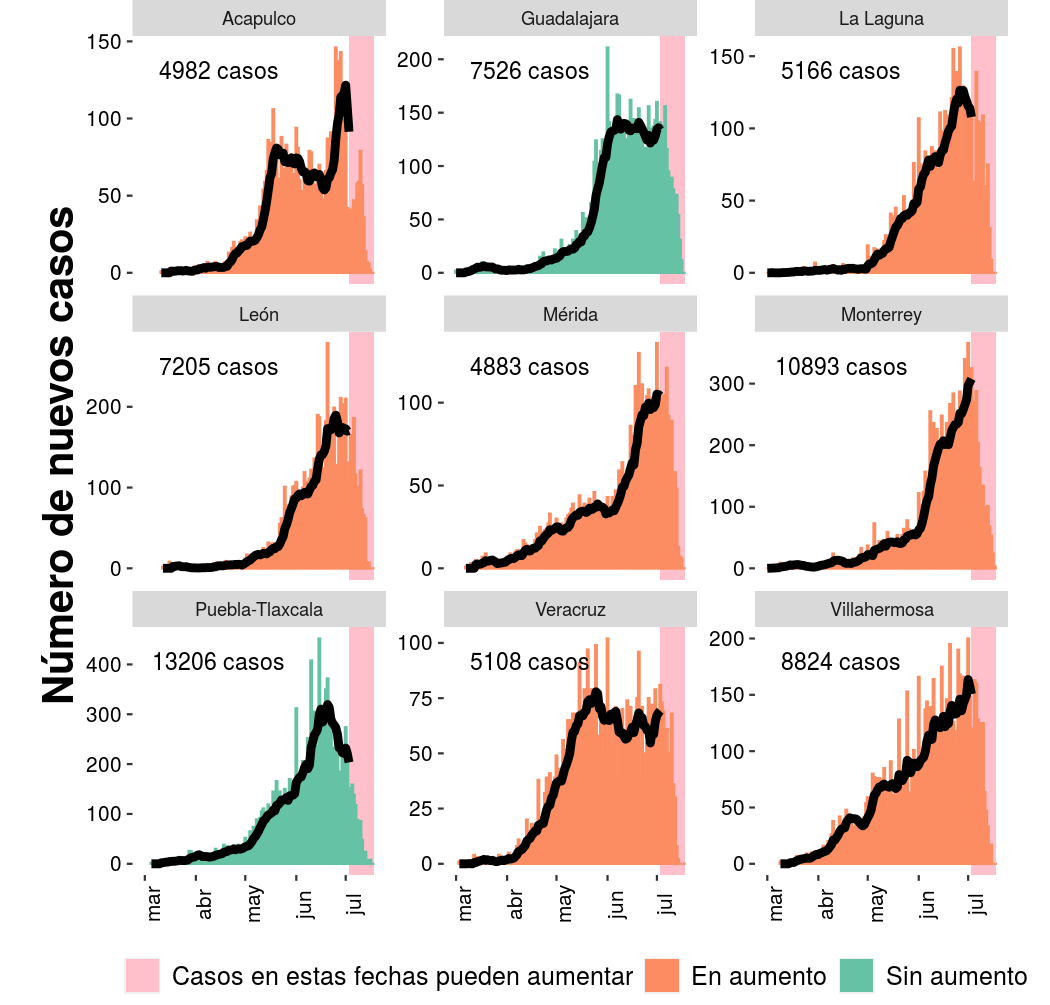 Número de nuevos casos
Acapulco
4982 casos
150
100
50
0
Guadalajara
7526 casos
200
150
100
50
0
La Laguna
5166 casos
150
100
50
0
León
7205 casos
200
100
0
Mérida
4883 casos
100
50
0
Monterrey
10893 casos
300
200
100
0
Puebla-Tlaxcala
13206 casos
400
300
200
100
0
Veracruz
5108 casos
100
75
50
25
0
Villahermosa
8824 casos
200
150
100
50
0
mar abr may jun jul
mar abr may jun jul
mar abr may jun jul
Casos en estas fechas pueden aumentar En aumento Sin aumento